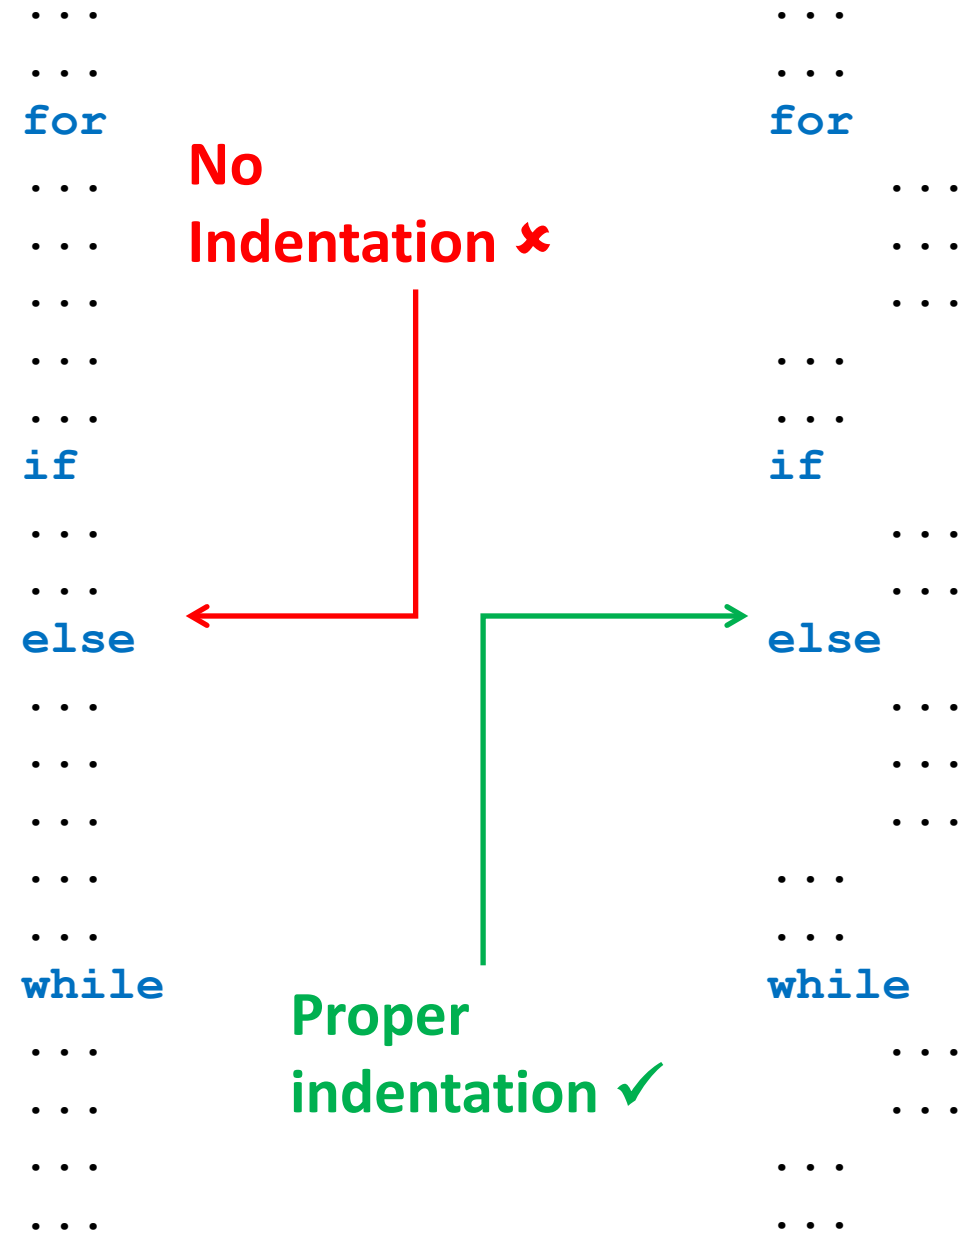 . . .
. . .
for
. . .
. . .
. . .
. . .
. . .
if
. . .
. . .
else
. . .
. . .
. . .
. . .
. . .
while
. . .
. . .
. . .
. . .
No
Indentation ✘
Proper
indentation ✓
. . .
. . .
for
. . .
. . .
. . .
. . .
. . .
if
. . .
. . .
else
. . .
. . .
. . .
. . .
. . .
while
. . .
. . .
. . .
. . .